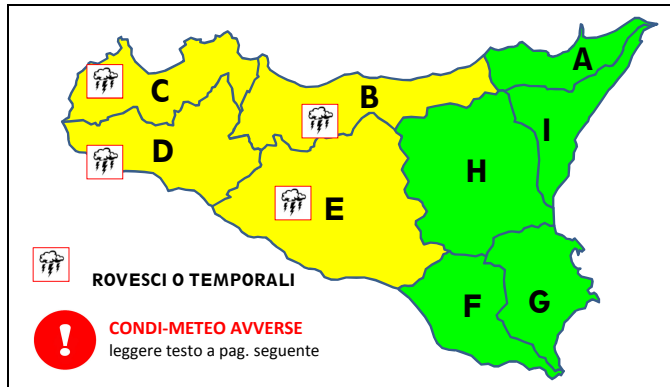 A
C
B
I
D
H
E
ROVESCI O TEMPORALI
F
G
CONDI-METEO AVVERSE
leggere testo a pag. seguente